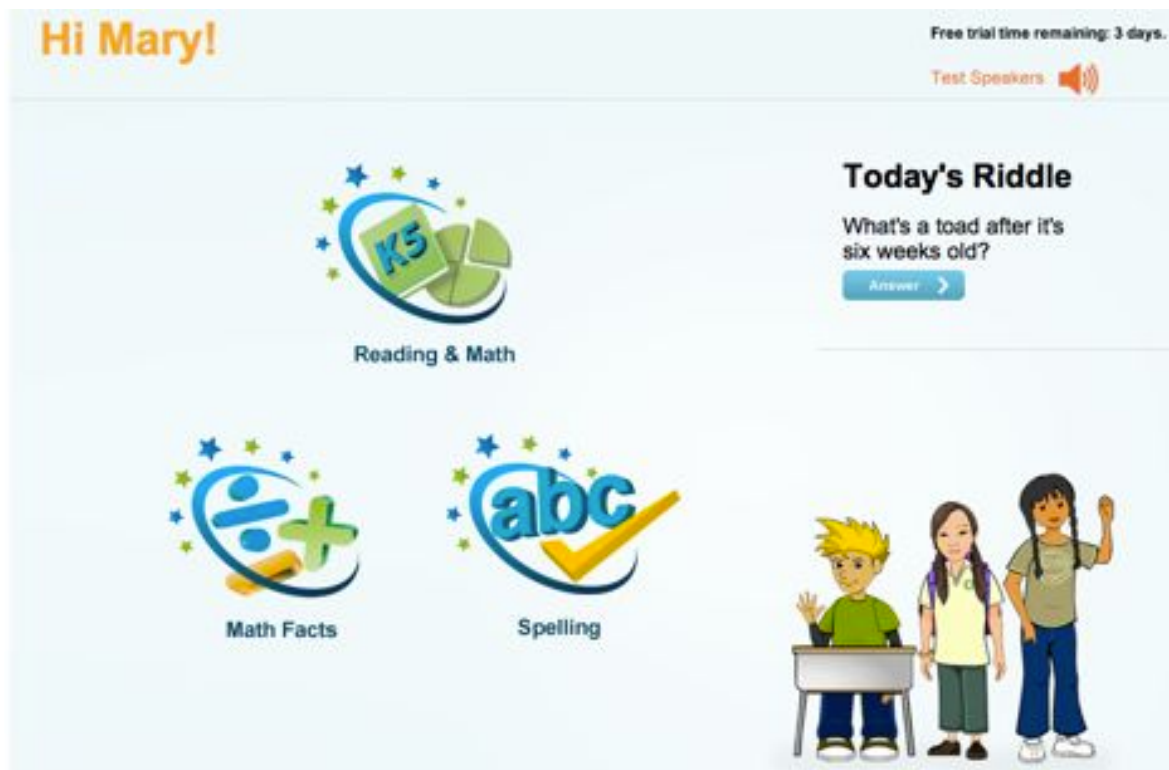 Hi Mary!
Free trial time remaining: 3 days.
Test Speakers
Today's Riddle
What's a toad after it's
six weeks old?
Answer
K5
Reading & Math
abc
Math Facts
Spelling